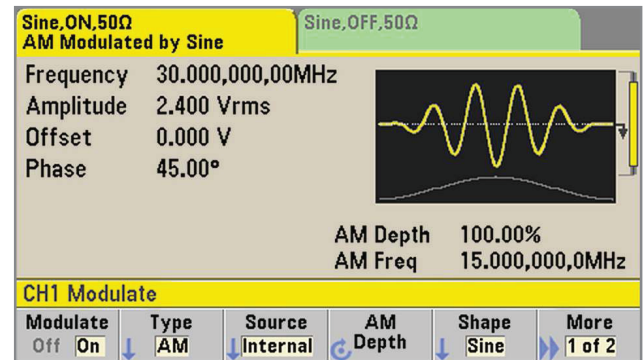 Sine,ON,50Ω
AM Modulated by Sine
Sine,OFF,50Ω
Frequency 30.000,000,00MHz
Amplitude 2.400 Vrms
Offset 0.000 V
Phase 45.00°
AM Depth 100.00%
AM Freq 15.000,000,0MHz
CH1 Modulate
Modulate Off On
Type AM
Source Internal
AM Depth
Shape Sine
More 1 of 2